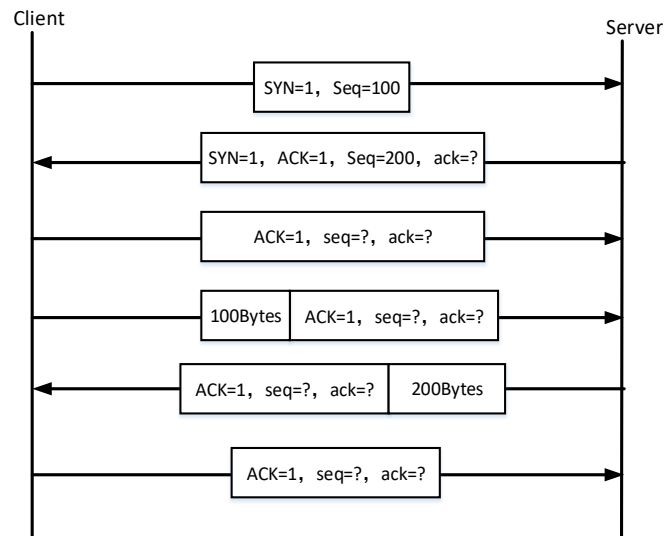 Client
Server
SYN=1，Seq=100
SYN=1，ACK=1，Seq=200，ack=?
ACK=1，seq=?，ack=?
100Bytes ACK=1，seq=?，ack=?
ACK=1，seq=?，ack=? 200Bytes
ACK=1，seq=?，ack=?